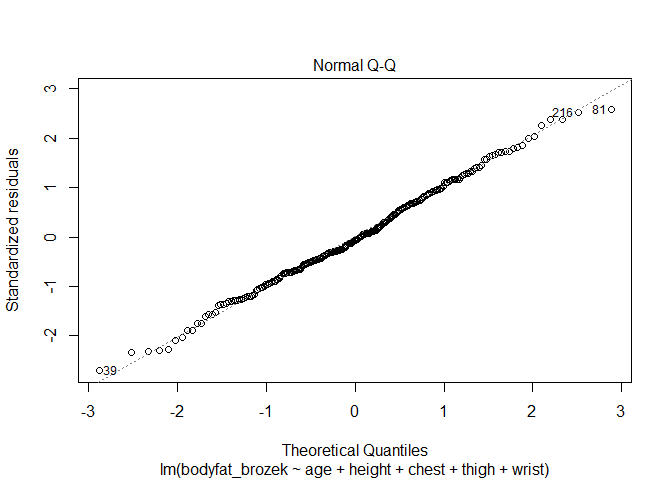 Normal Q-Q
Standardized residuals
3
2
1
0
-1
-2
216
81
39
-3 -2 -1 0 1 2 3
Theoretical Quantiles
lm(bodyfat_brozek ~ age + height + chest + thigh + wrist)